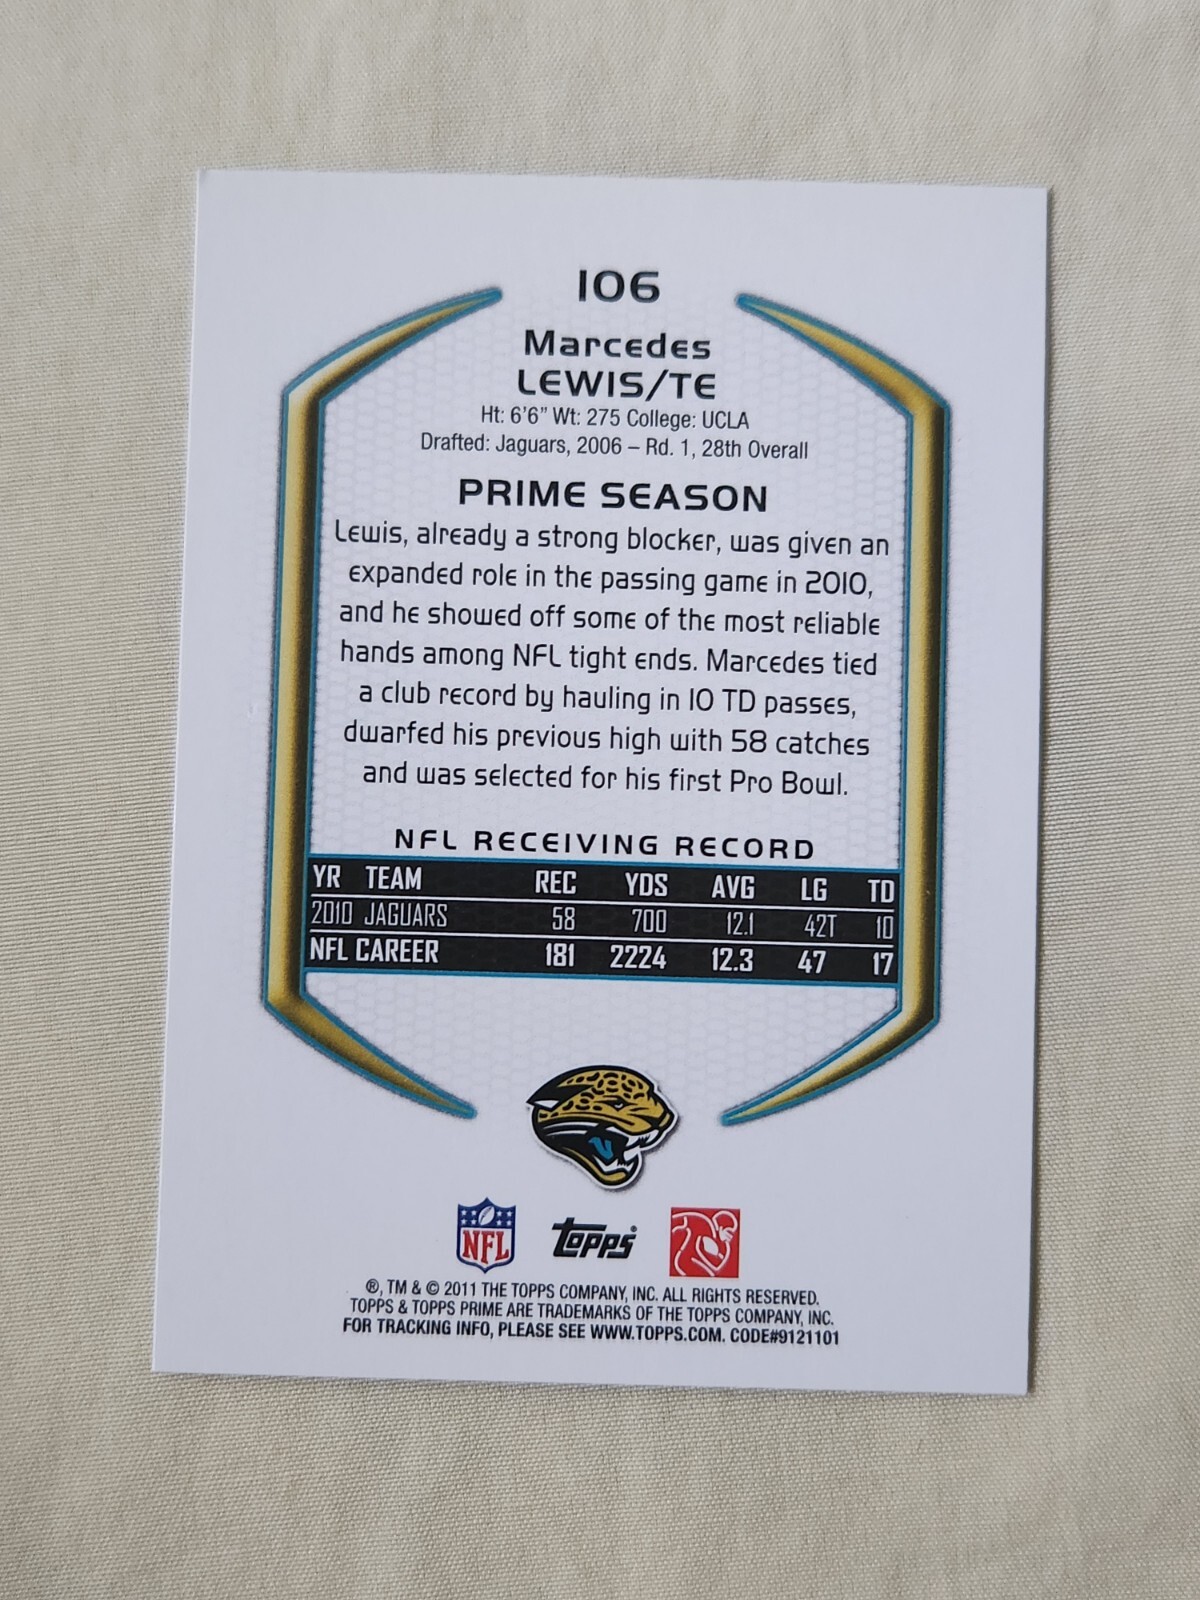 106
Marcedes
LEWIS/TE
Ht: 6'6" Wt: 275 College: UCLA
Drafted: Jaguars, 2006 – Rd. 1, 28th Overall
PRIME SEASON
Lewis, already a strong blocker, was given an
expanded role in the passing game in 2010,
and he showed off some of the most reliable
hands among NFL tight ends. Marcedes tied
a club record by hauling in 10 TD passes,
dwarfed his previous high with 58 catches
and was selected for his first Pro Bowl.
NFL RECEIVING RECORD
YR TEAM REC YDS AVG LG TD
2010 JAGUARS 58 700 12.1 42T 10
NFL CAREER 181 2224 12.3 47 17
NFL TOPPS®
®, TM & © 2011 THE TOPPS COMPANY, INC. ALL RIGHTS RESERVED.
TOPPS & TOPPS PRIME ARE TRADEMARKS OF THE TOPPS COMPANY, INC.
FOR TRACKING INFO, PLEASE SEE WWW.TOPPS.COM. CODE#9121101